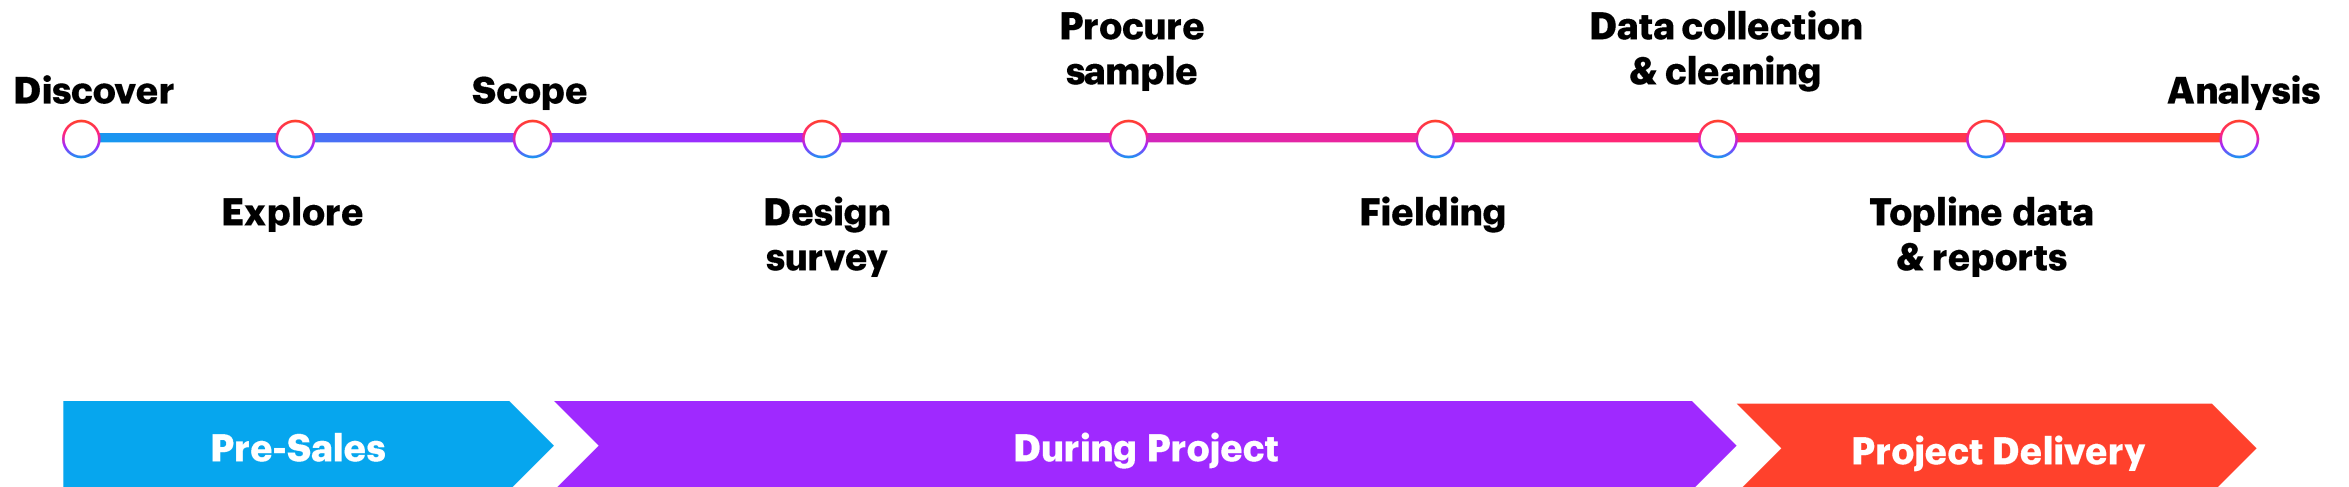 Discover
Explore
Scope
Design
survey
Procure
sample
Fielding
Data collection
& cleaning
Topline data
& reports
Analysis
Pre-Sales
During Project
Project Delivery